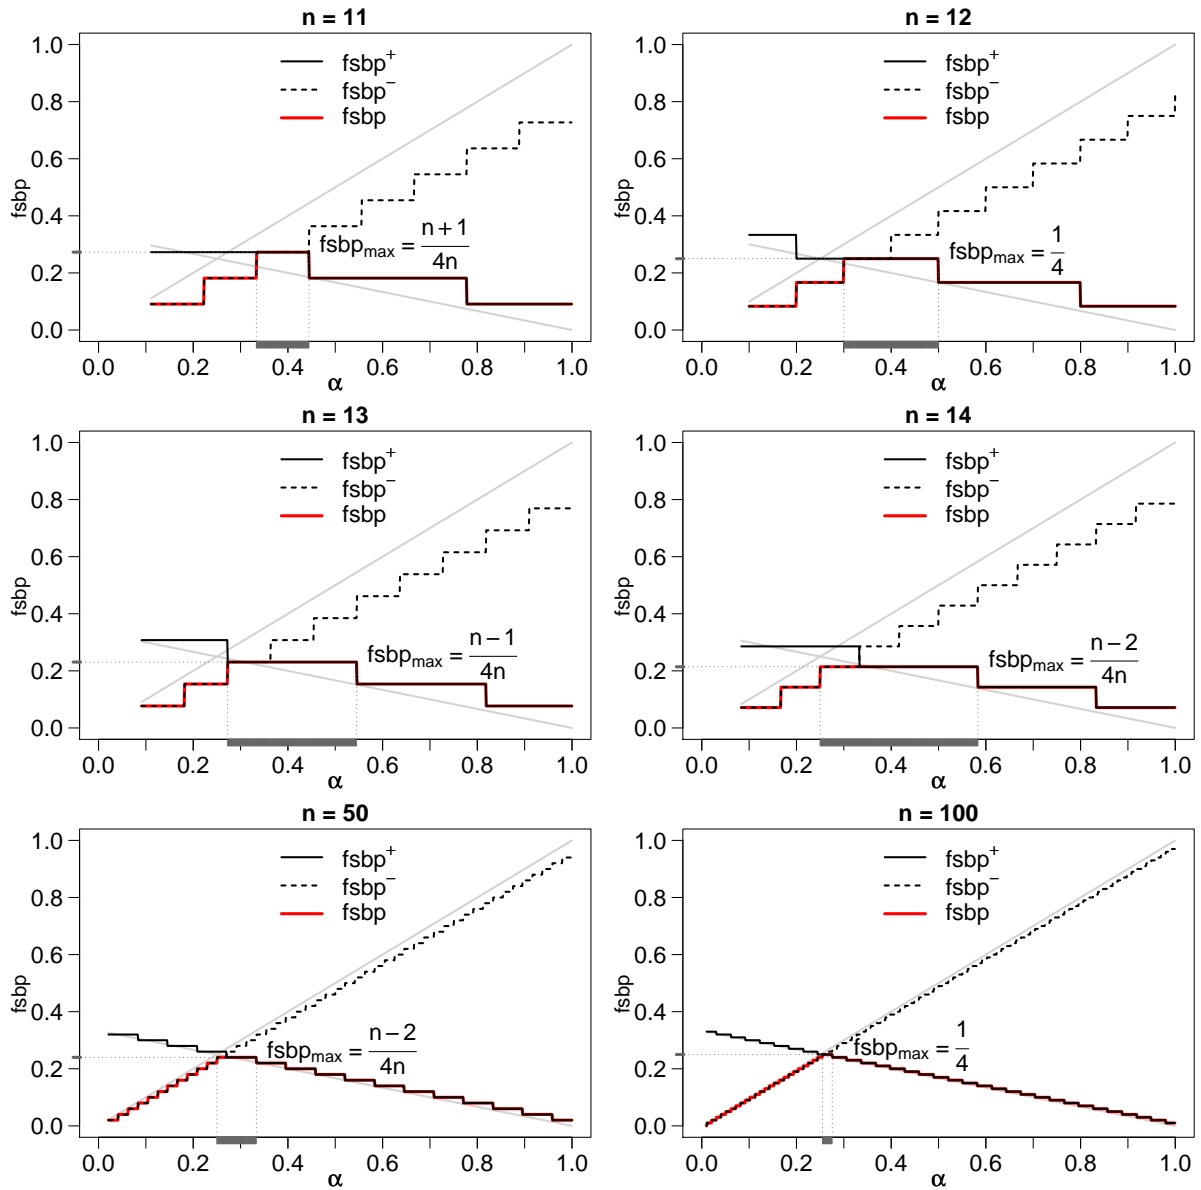 n = 11
fsbp⁺
fsbp⁻
fsbp
fsbpmax = n + 1 / 4n
fsbp
1.0
0.8
0.6
0.4
0.2
0.0
0.0 0.2 0.4 0.6 0.8 1.0
α
n = 12
fsbp⁺
fsbp⁻
fsbp
fsbpmax = 1 / 4
fsbp
1.0
0.8
0.6
0.4
0.2
0.0
0.0 0.2 0.4 0.6 0.8 1.0
α
n = 13
fsbp⁺
fsbp⁻
fsbp
fsbpmax = n − 1 / 4n
fsbp
1.0
0.8
0.6
0.4
0.2
0.0
0.0 0.2 0.4 0.6 0.8 1.0
α
n = 14
fsbp⁺
fsbp⁻
fsbp
fsbpmax = n − 2 / 4n
fsbp
1.0
0.8
0.6
0.4
0.2
0.0
0.0 0.2 0.4 0.6 0.8 1.0
α
n = 50
fsbp⁺
fsbp⁻
fsbp
fsbpmax = n − 2 / 4n
fsbp
1.0
0.8
0.6
0.4
0.2
0.0
0.0 0.2 0.4 0.6 0.8 1.0
α
n = 100
fsbp⁺
fsbp⁻
fsbp
fsbpmax = 1 / 4
fsbp
1.0
0.8
0.6
0.4
0.2
0.0
0.0 0.2 0.4 0.6 0.8 1.0
α